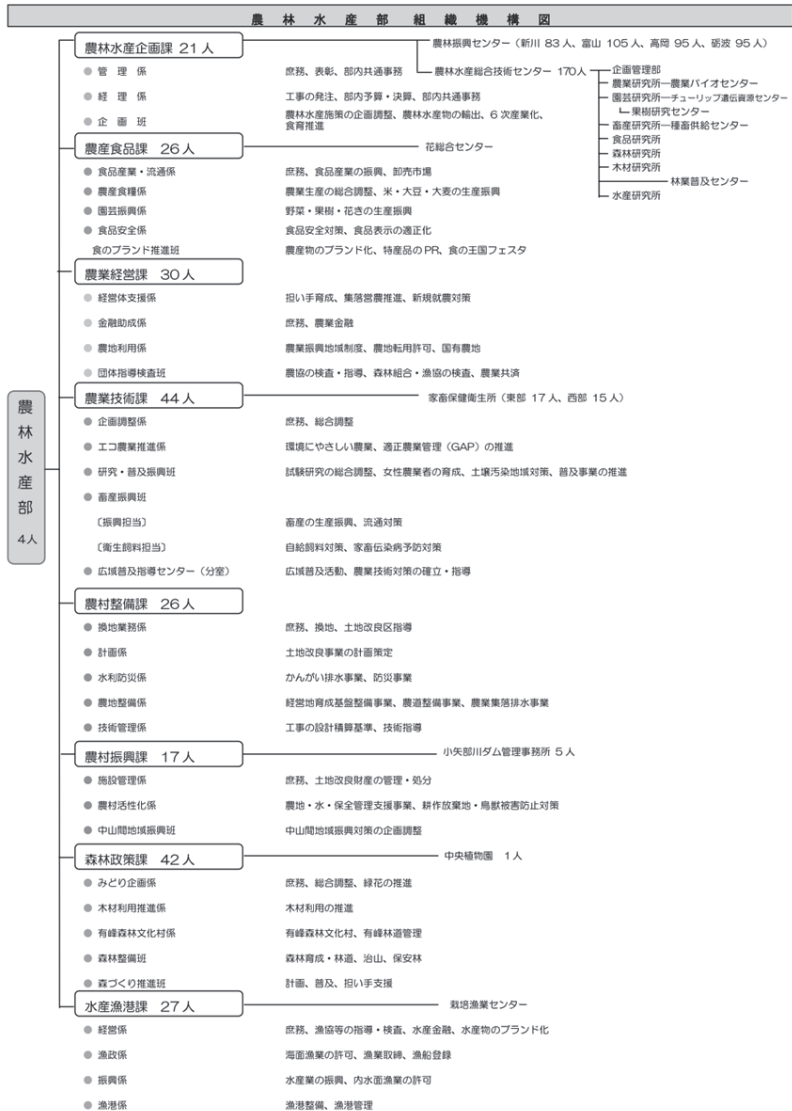 農林水産部組織機構図
農林水産企画課 21人
農林振興センター（新川 83人、富山 105人、高岡 95人、砺波 95人）
農林水産総合技術センター 170人
企画管理部
農業研究所―農業バイオセンター
園芸研究所―チューリップ遺伝資源センター
果樹研究センター
畜産研究所―種畜供給センター
食品研究所
森林研究所
木材研究所
林業普及センター
水産研究所
● 管理係 庶務、表彰、部内共通事務
● 経理係 工事の発注、部内予算・決算、部内共通事務
● 企画班 農林水産施策の企画調整、農林水産物の輸出、6次産業化、
食育推進
農産食品課 26人
花総合センター
● 食品産業・流通係 庶務、食品産業の振興、卸売市場
● 農産食糧係 農業生産の総合調整、米・大豆・大麦の生産振興
● 園芸振興係 野菜・果樹・花きの生産振興
● 食品安全係 食品安全対策、食品表示の適正化
食のブランド推進班 農産物のブランド化、特産品のPR、食の王国フェスタ
農業経営課 30人
● 経営体支援係 担い手育成、集落営農推進、新規就農対策
● 金融助成係 庶務、農業金融
● 農地利用係 農業振興地域制度、農地転用許可、国有農地
● 団体指導検査班 農協の検査・指導、森林組合・漁協の検査、農業共済
農業技術課 44人
家畜保健衛生所（東部 17人、西部 15人）
● 企画調整係 庶務、総合調整
● エコ農業推進係 環境にやさしい農業、適正農業管理（GAP）の推進
● 研究・普及振興班 試験研究の総合調整、女性農業者の育成、土壌汚染地域対策、普及事業の推進
● 畜産振興班
〔振興担当〕 畜産の生産振興、流通対策
〔衛生飼料担当〕 自給飼料対策、家畜伝染病予防対策
● 広域普及指導センター（分室） 広域普及活動、農業技術対策の確立・指導
農林水産部
4人
農村整備課 26人
● 換地業務係 庶務、換地、土地改良区指導
● 計画係 土地改良事業の計画策定
● 水利防災係 かんがい排水事業、防災事業
● 農地整備係 経営地育成基盤整備事業、農道整備事業、農業集落排水事業
● 技術管理係 工事の設計積算基準、技術指導
農村振興課 17人
小矢部川ダム管理事務所 5人
● 施設管理係 庶務、土地改良財産の管理・処分
● 農村活性化係 農地・水・保全管理支援事業、耕作放棄地・鳥獣被害防止対策
● 中山間地域振興班 中山間地域振興対策の企画調整
森林政策課 42人
中央植物園 1人
● みどり企画係 庶務、総合調整、緑花の推進
● 木材利用推進係 木材利用の推進
● 有峰森林文化村係 有峰森林文化村、有峰林道管理
● 森林整備班 森林育成・林道、治山、保安林
● 森づくり推進班 計画、普及、担い手支援
水産漁港課 27人
栽培漁業センター
● 経営係 庶務、漁協等の指導・検査、水産金融、水産物のブランド化
● 漁政係 海面漁業の許可、漁業取締、漁船登録
● 振興係 水産業の振興、内水面漁業の許可
● 漁港係 漁港整備、漁港管理